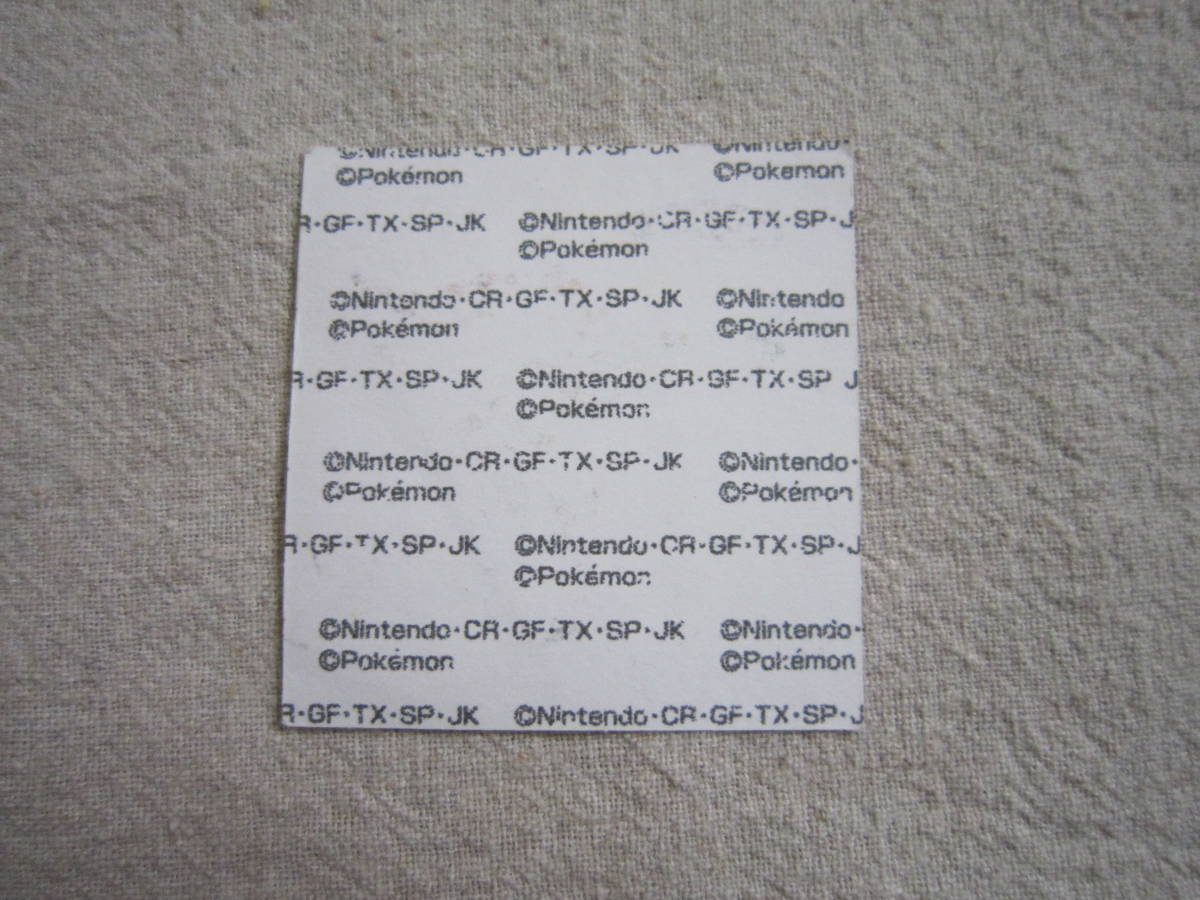 ©Nintendo·CR·GF·TX·SP·JK ©Nintendo·
©Pokémon ©Pokémon
R·GF·TX·SP·JK ©Nintendo·CR·GF·TX·SP·J
©Pokémon
©Nintendo·CR·GF·TX·SP·JK ©Nintendo
©Pokémon ©Pokémon
R·GF·TX·SP·JK ©Nintendo·CR·GF·TX·SP J
©Pokémon
©Nintendo·CR·GF·TX·SP·JK ©Nintendo·
©Pokémon ©Pokémon
R·GF·TX·SP·JK ©Nintendo·CR·GF·TX·SP·J
©Pokémon
©Nintendo·CR·GF·TX·SP·JK ©Nintendo·
©Pokémon ©Pokémon
R·GF·TX·SP·JK ©Nintendo·CR·GF·TX·SP·J